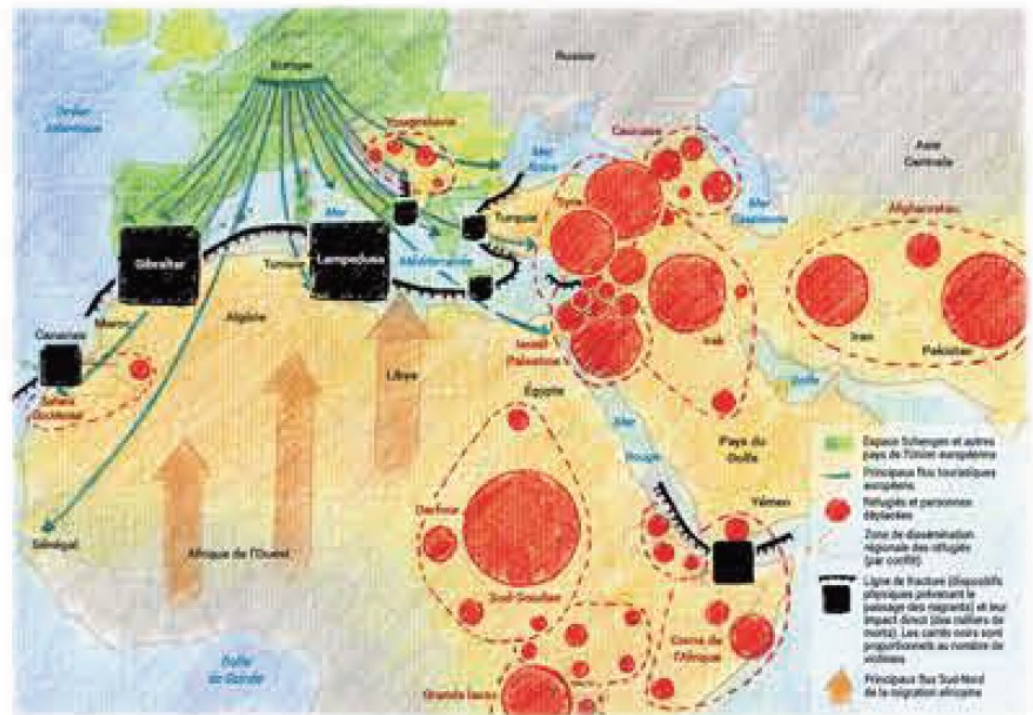 Europe
Russie
Océan
Atlantique
Yougoslavie
Caucase
Mer
Noire
Asie
Centrale
Mer
Caspienne
Afghanistan
Turquie
Syrie
Mer
Méditerranée
Gibraltar
Lampedusa
Tunisie
Canaries
Maroc
Algérie
Israël
Palestine
Irak
Iran
Pakistan
Libye
Sahara
Occidental
Égypte
Golfe
Mer
Rouge
Pays du
Golfe
Yémen
Darfour
Sénégal
Afrique de l'Ouest
Sud-Soudan
Corne de
l'Afrique
Grands lacs
Golfe
de Guinée
Espace Schengen et autres
pays de l'Union européenne
Principaux flux touristiques
européens
Réfugiés et personnes
déplacées
Zone de dissémination
régionale des réfugiés
(par conflit)
Ligne de fracture (dispositifs
physiques prévenant le
passage des migrants) et leur
impact direct (des milliers de
morts). Les carrés noirs sont
proportionnels au nombre de
victimes
Principaux flux Sud-Nord
de la migration africaine